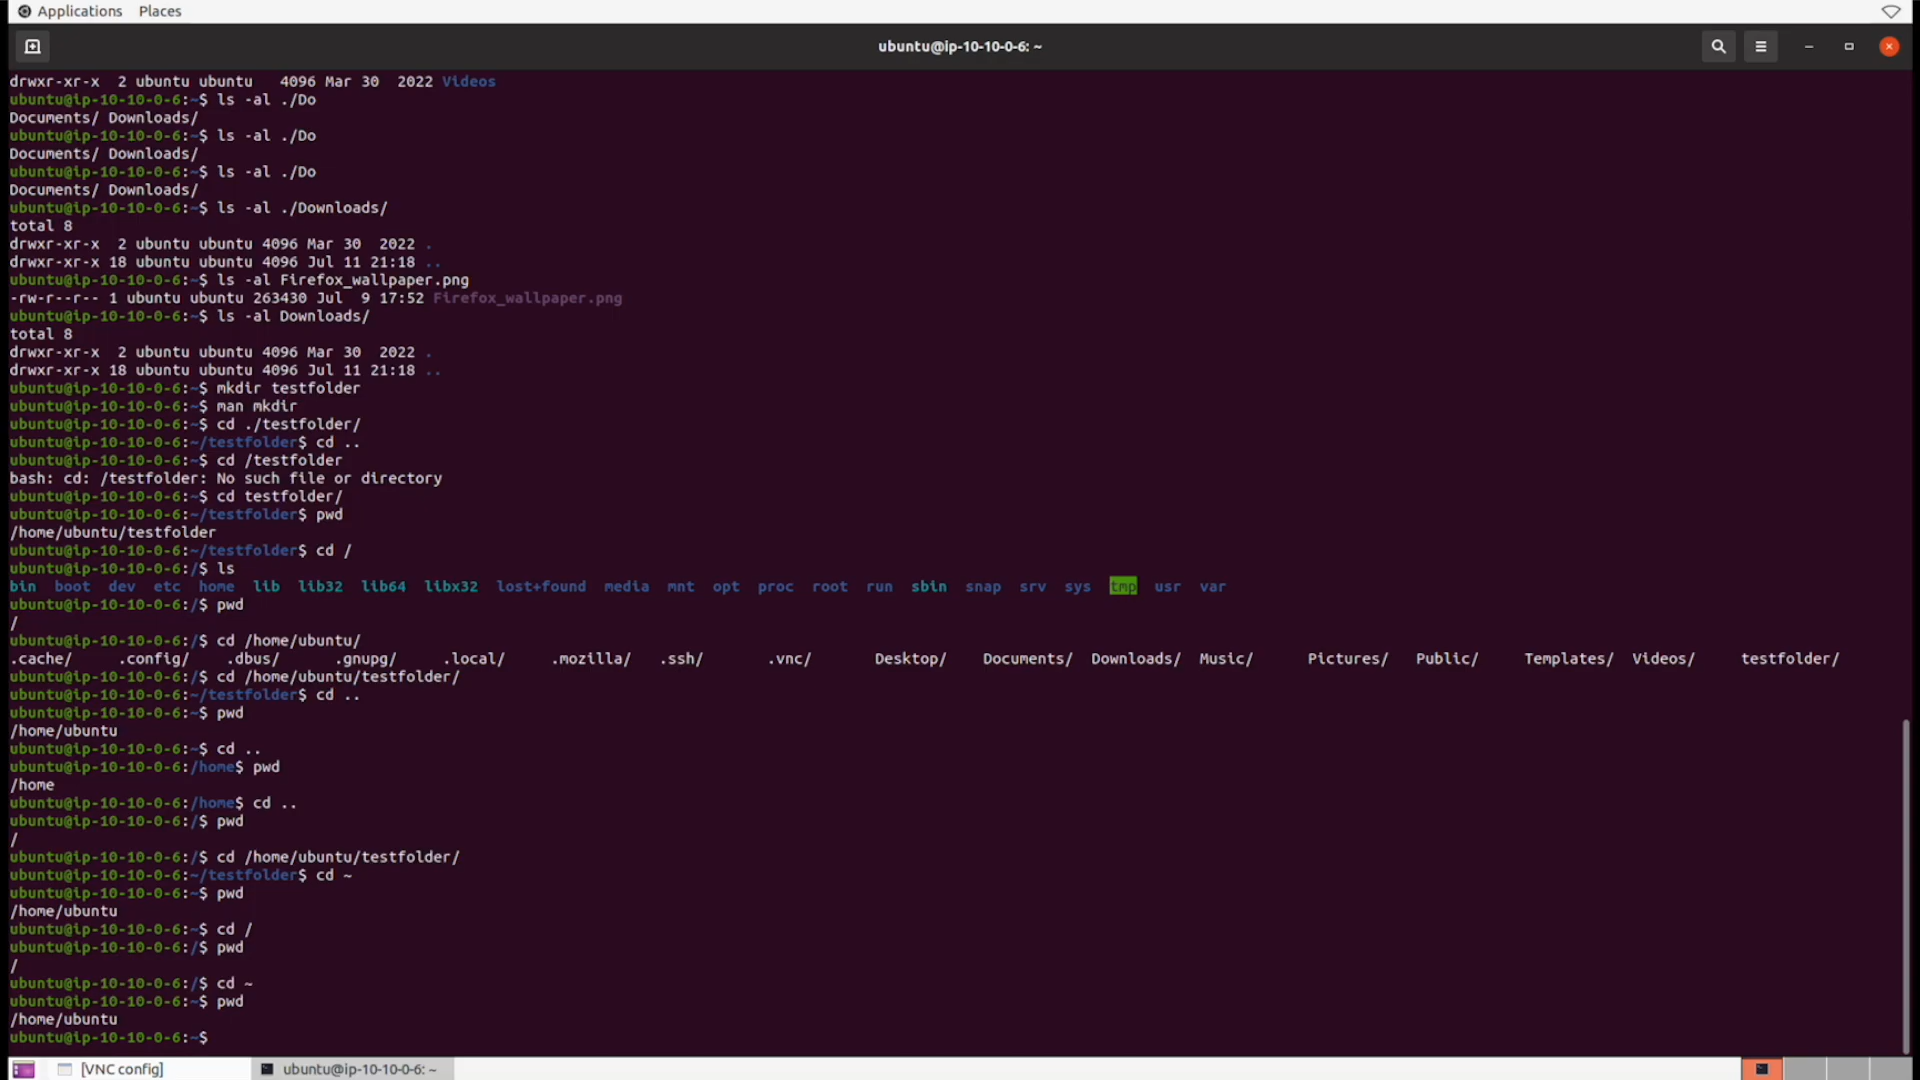 Applications Places
ubuntu@ip-10-10-0-6: ~
drwxr-xr-x  2 ubuntu ubuntu   4096 Mar 30  2022 Videos
ubuntu@ip-10-10-0-6:~$ ls -al ./Do
Documents/ Downloads/
ubuntu@ip-10-10-0-6:~$ ls -al ./Do
Documents/ Downloads/
ubuntu@ip-10-10-0-6:~$ ls -al ./Do
Documents/ Downloads/
ubuntu@ip-10-10-0-6:~$ ls -al ./Downloads/
total 8
drwxr-xr-x  2 ubuntu ubuntu 4096 Mar 30  2022 .
drwxr-xr-x 18 ubuntu ubuntu 4096 Jul 11 21:18 ..
ubuntu@ip-10-10-0-6:~$ ls -al Firefox_wallpaper.png
-rw-r--r-- 1 ubuntu ubuntu 263430 Jul  9 17:52 Firefox_wallpaper.png
ubuntu@ip-10-10-0-6:~$ ls -al Downloads/
total 8
drwxr-xr-x  2 ubuntu ubuntu 4096 Mar 30  2022 .
drwxr-xr-x 18 ubuntu ubuntu 4096 Jul 11 21:18 ..
ubuntu@ip-10-10-0-6:~$ mkdir testfolder
ubuntu@ip-10-10-0-6:~$ man mkdir
ubuntu@ip-10-10-0-6:~$ cd ./testfolder/
ubuntu@ip-10-10-0-6:~/testfolder$ cd ..
ubuntu@ip-10-10-0-6:~$ cd /testfolder
bash: cd: /testfolder: No such file or directory
ubuntu@ip-10-10-0-6:~$ cd testfolder/
ubuntu@ip-10-10-0-6:~/testfolder$ pwd
/home/ubuntu/testfolder
ubuntu@ip-10-10-0-6:~/testfolder$ cd /
ubuntu@ip-10-10-0-6:/$ ls
bin  boot  dev  etc  home  lib  lib32  lib64  libx32  lost+found  media  mnt  opt  proc  root  run  sbin  snap  srv  sys  tmp  usr  var
ubuntu@ip-10-10-0-6:/$ pwd
/
ubuntu@ip-10-10-0-6:/$ cd /home/ubuntu/
.cache/     .config/    .dbus/      .gnupg/     .local/     .mozilla/   .ssh/       .vnc/       Desktop/    Documents/  Downloads/  Music/      Pictures/   Public/     Templates/  Videos/     testfolder/
ubuntu@ip-10-10-0-6:/$ cd /home/ubuntu/testfolder/
ubuntu@ip-10-10-0-6:~/testfolder$ cd ..
ubuntu@ip-10-10-0-6:~$ pwd
/home/ubuntu
ubuntu@ip-10-10-0-6:~$ cd ..
ubuntu@ip-10-10-0-6:/home$ pwd
/home
ubuntu@ip-10-10-0-6:/home$ cd ..
ubuntu@ip-10-10-0-6:/$ pwd
/
ubuntu@ip-10-10-0-6:/$ cd /home/ubuntu/testfolder/
ubuntu@ip-10-10-0-6:~/testfolder$ cd ~
ubuntu@ip-10-10-0-6:~$ pwd
/home/ubuntu
ubuntu@ip-10-10-0-6:~$ cd /
ubuntu@ip-10-10-0-6:/$ pwd
/
ubuntu@ip-10-10-0-6:/$ cd ~
ubuntu@ip-10-10-0-6:~$ pwd
/home/ubuntu
ubuntu@ip-10-10-0-6:~$
[VNC config] ubuntu@ip-10-10-0-6: ~